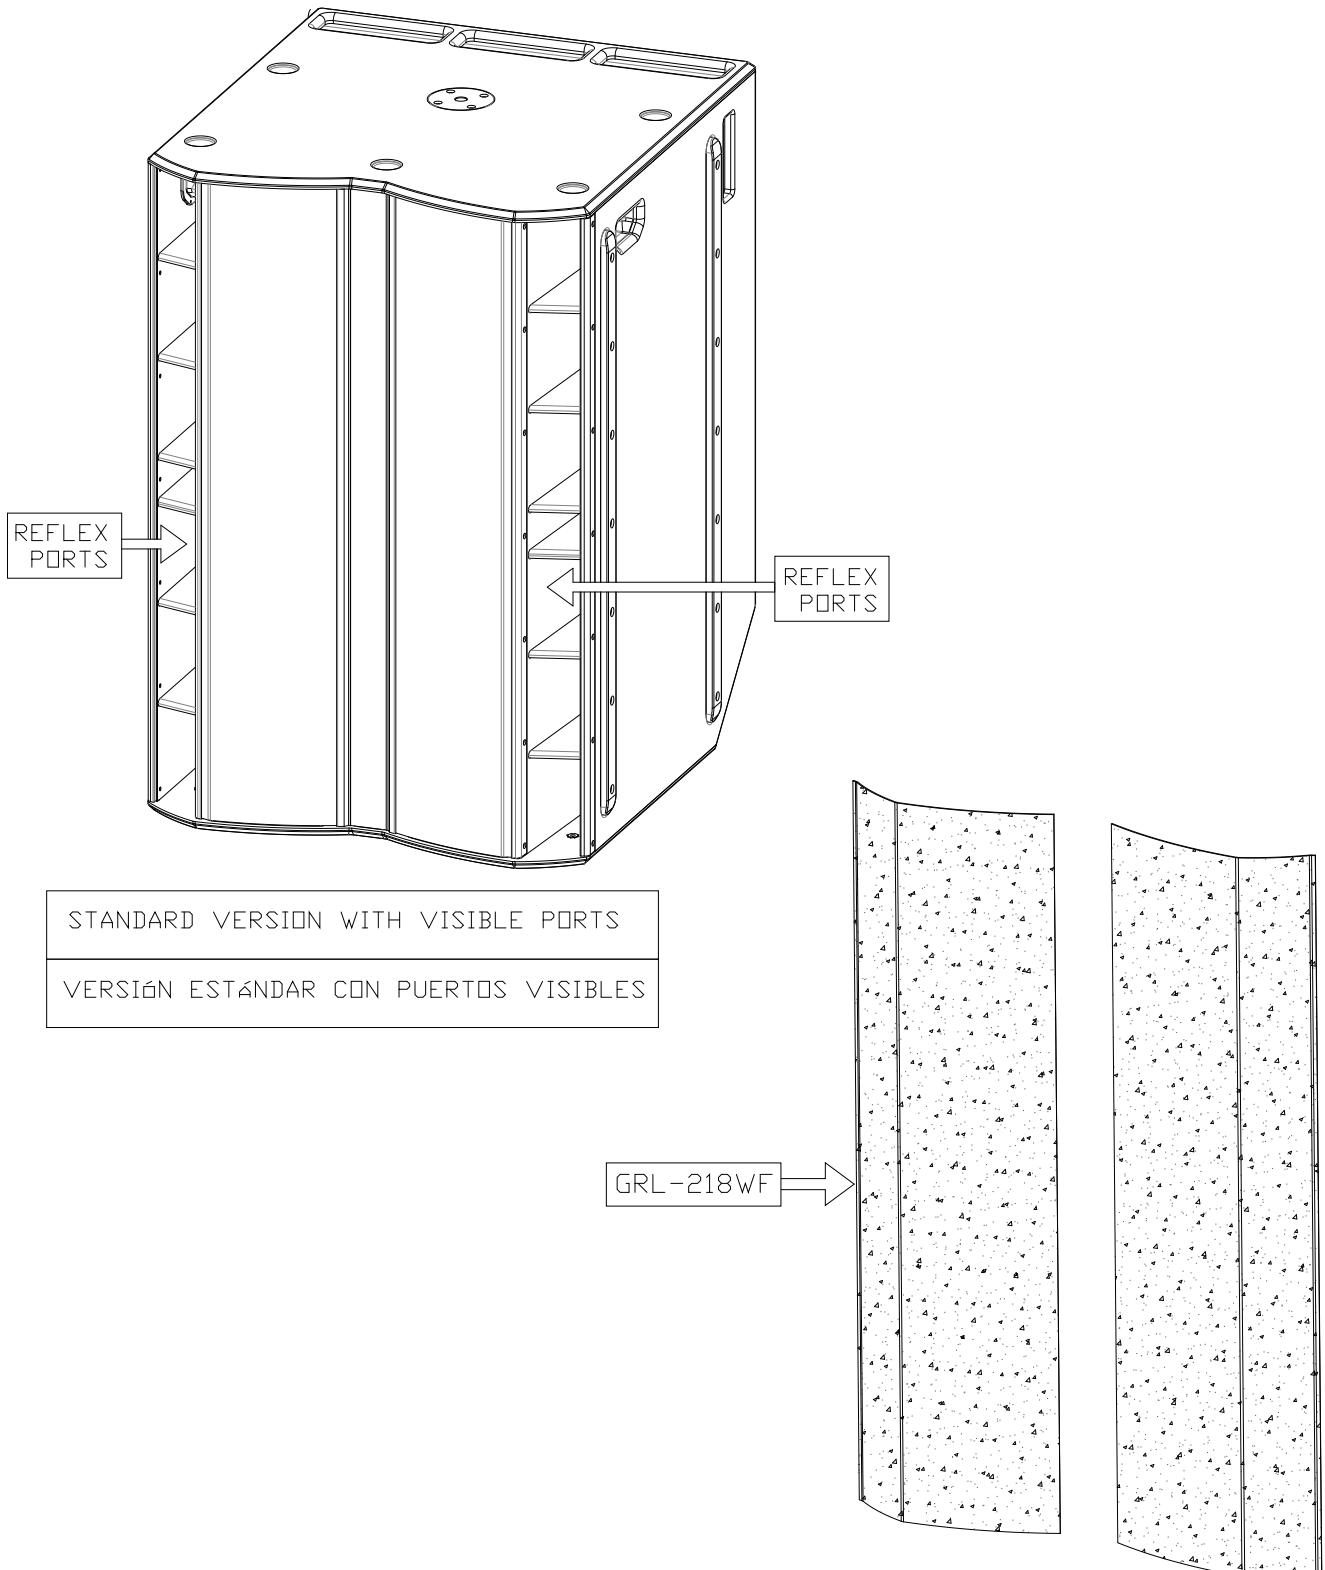 REFLEX
PORTS
REFLEX
PORTS
STANDARD VERSION WITH VISIBLE PORTS
VERSIóN ESTáNDAR CON PUERTOS VISIBLES
GRL-218WF